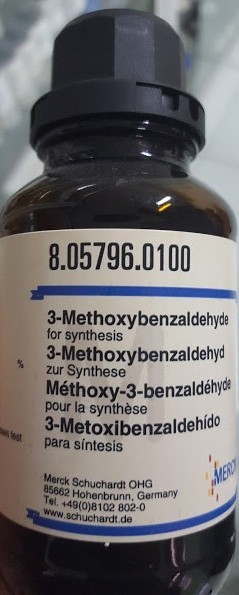 8.05796.0100
3-Methoxybenzaldehyde
for synthesis
3-Methoxybenzaldehyd
zur Synthese
Méthoxy-3-benzaldéhyde
pour la synthèse
3-Metoxibenzaldehído
para síntesis
%
Merck Schuchardt OHG
85662 Hohenbrunn, Germany
Tel. +49(0)8102 802-0
www.schuchardt.de
MERCK